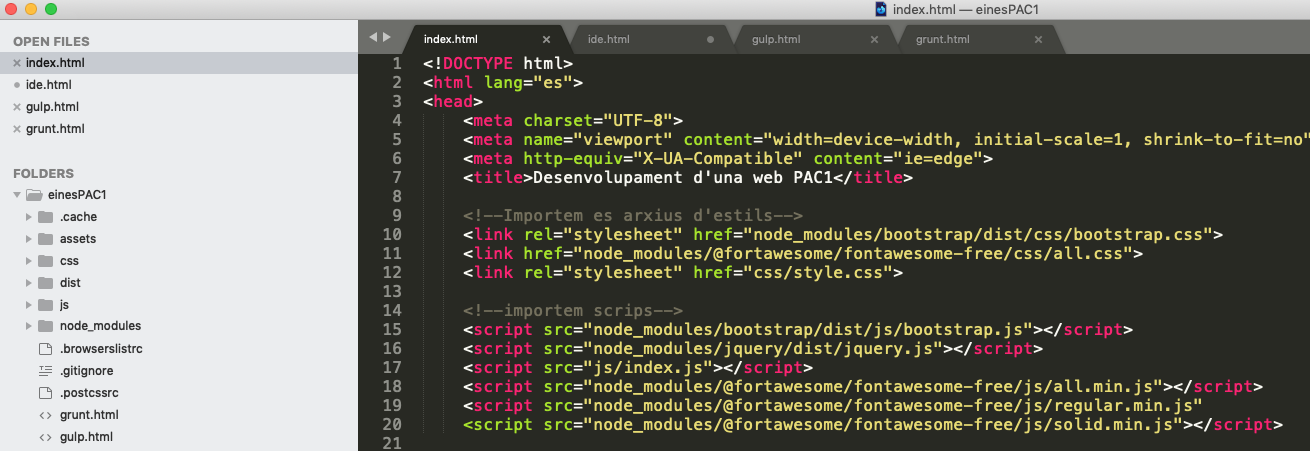 index.html — einesPAC1
OPEN FILES
index.html
ide.html
gulp.html
grunt.html
FOLDERS
einesPAC1
.cache
assets
css
dist
js
node_modules
.browserslistrc
.gitignore
.postcssrc
grunt.html
gulp.html
index.html ide.html gulp.html grunt.html
1 <!DOCTYPE html>
2 <html lang="es">
3 <head>
4 <meta charset="UTF-8">
5 <meta name="viewport" content="width=device-width, initial-scale=1, shrink-to-fit=no"
6 <meta http-equiv="X-UA-Compatible" content="ie=edge">
7 <title>Desenvolupament d'una web PAC1</title>
8
9 <!--Importem es arxius d'estils-->
10 <link rel="stylesheet" href="node_modules/bootstrap/dist/css/bootstrap.css">
11 <link href="node_modules/@fortawesome/fontawesome-free/css/all.css">
12 <link rel="stylesheet" href="css/style.css">
13
14 <!--importem scrips-->
15 <script src="node_modules/bootstrap/dist/js/bootstrap.js"></script>
16 <script src="node_modules/jquery/dist/jquery.js"></script>
17 <script src="js/index.js"></script>
18 <script src="node_modules/@fortawesome/fontawesome-free/js/all.min.js"></script>
19 <script src="node_modules/@fortawesome/fontawesome-free/js/regular.min.js"
20 <script src="node_modules/@fortawesome/fontawesome-free/js/solid.min.js"></script>
21